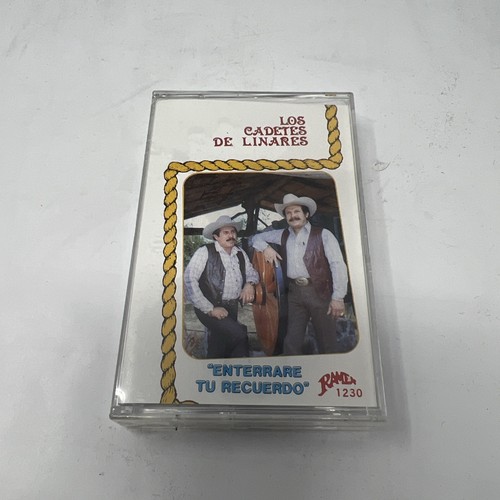 LOS
CADETES
DE LINARES
"ENTERRARE
TU RECUERDO"
RAMEX
1230